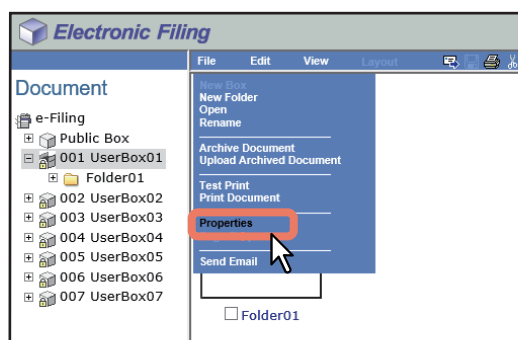 Electronic Filing
File Edit View Layout
Document
e-Filing
Public Box
001 UserBox01
Folder01
002 UserBox02
003 UserBox03
004 UserBox04
005 UserBox05
006 UserBox06
007 UserBox07
New Box
New Folder
Open
Rename
Archive Document
Upload Archived Document
Test Print
Print Document
Properties
Send Email
Folder01